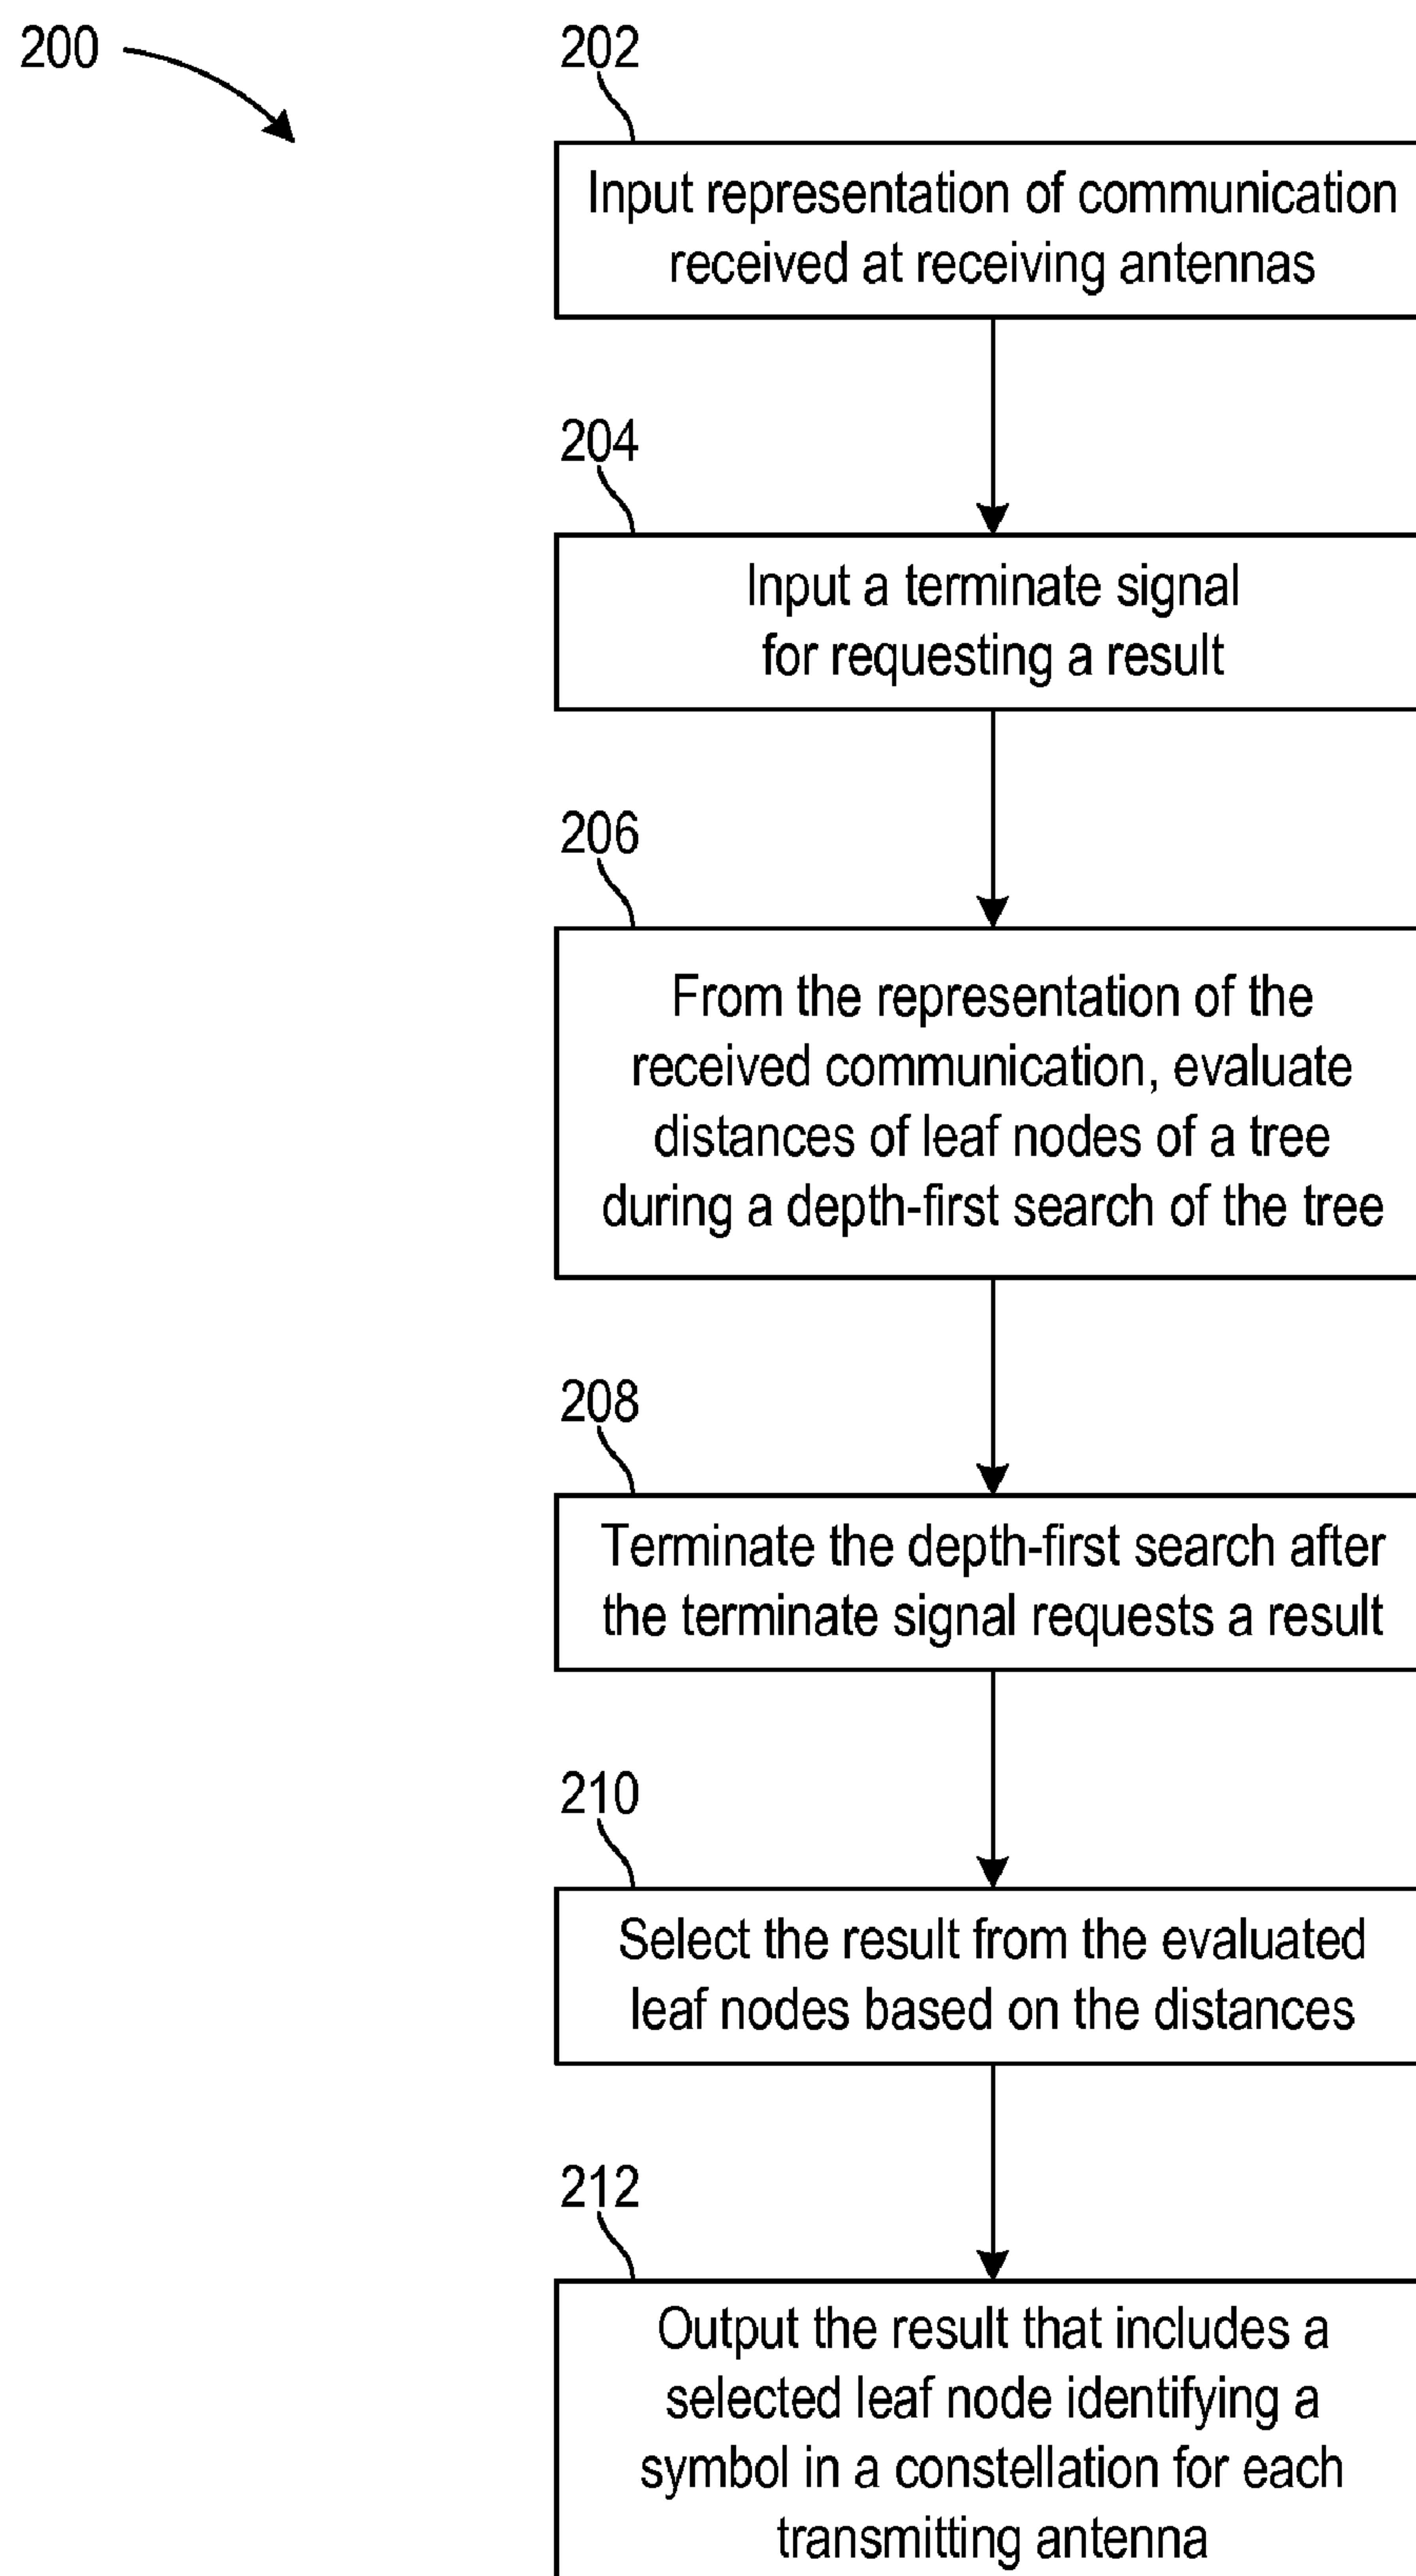 200
202
Input representation of communication
received at receiving antennas
204
Input a terminate signal
for requesting a result
206
From the representation of the
received communication, evaluate
distances of leaf nodes of a tree
during a depth-first search of the tree
208
Terminate the depth-first search after
the terminate signal requests a result
210
Select the result from the evaluated
leaf nodes based on the distances
212
Output the result that includes a
selected leaf node identifying a
symbol in a constellation for each
transmitting antenna